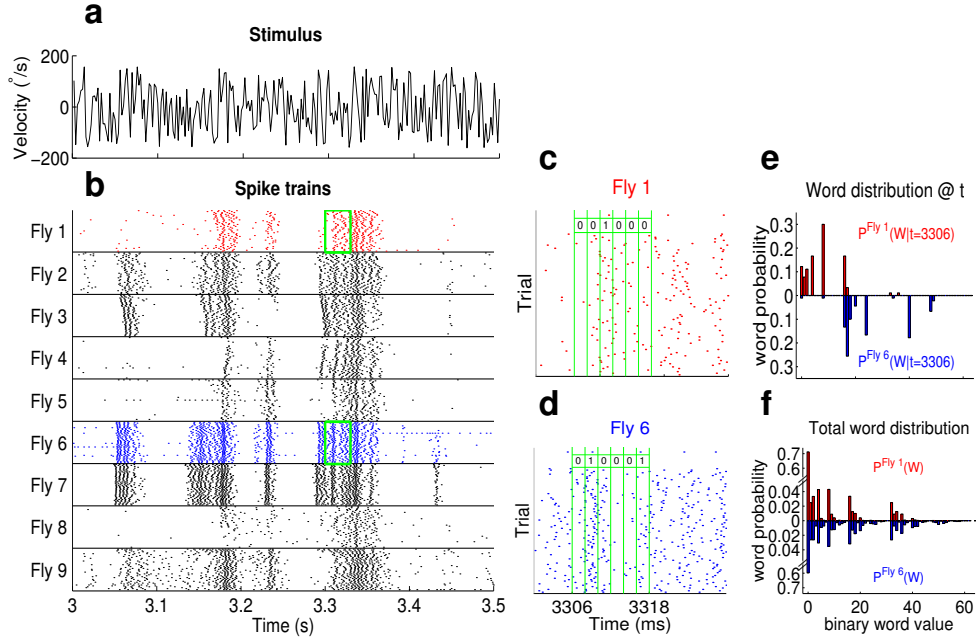 a
Stimulus
Velocity (°/s)
200
0
−200
b
Spike trains
Fly 1
Fly 2
Fly 3
Fly 4
Fly 5
Fly 6
Fly 7
Fly 8
Fly 9
3 3.1 3.2 3.3 3.4 3.5
Time (s)
c
Fly 1
Trial
0 0 1 0 0 0
d
Fly 6
Trial
0 1 0 0 0 1
3306 3318
Time (ms)
e
Word distribution @ t
word probability
0.3
0.2
0.1
0
0.1
0.2
0.3
P^Fly 1(W|t=3306)
P^Fly 6(W|t=3306)
f
Total word distribution
word probability
0.7
0.6
0.04
0.02
0
0.02
0.04
0.6
0.7
P^Fly 1(W)
P^Fly 6(W)
0 20 40 60
binary word value